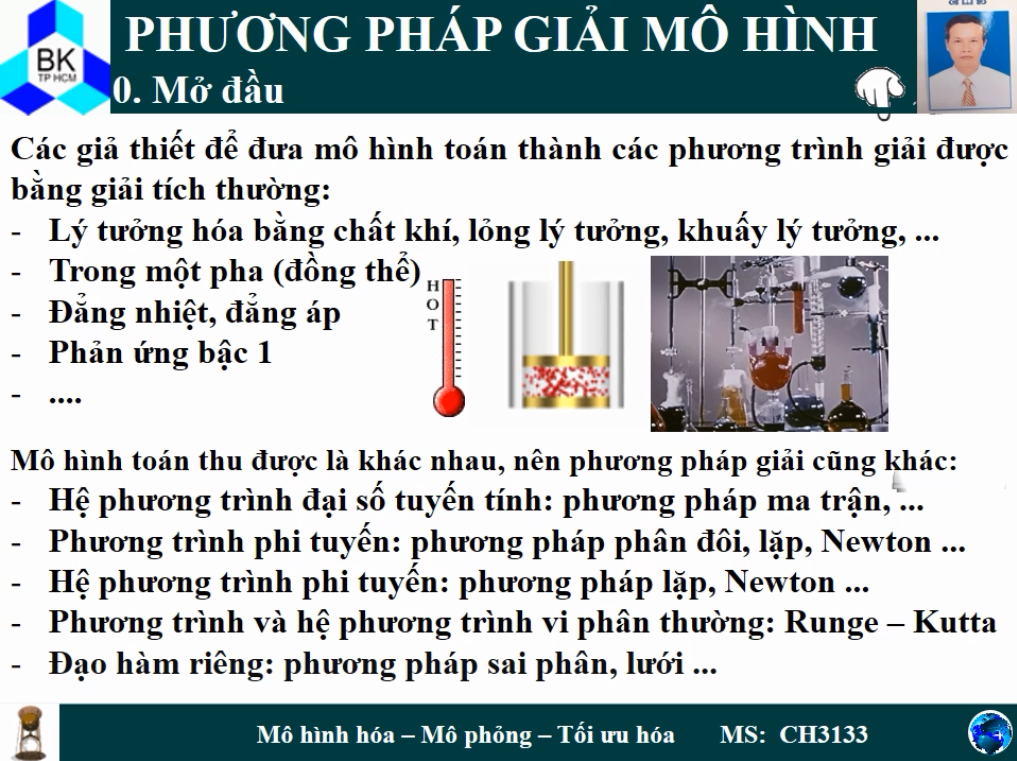 BK
TP HCM
PHƯƠNG PHÁP GIẢI MÔ HÌNH
0. Mở đầu
Các giả thiết để đưa mô hình toán thành các phương trình giải được
bằng giải tích thường:
- Lý tưởng hóa bằng chất khí, lỏng lý tưởng, khuấy lý tưởng, ...
- Trong một pha (đồng thể)
- Đẳng nhiệt, đẳng áp
- Phản ứng bậc 1
- ....
H
O
T
Mô hình toán thu được là khác nhau, nên phương pháp giải cũng khác:
- Hệ phương trình đại số tuyến tính: phương pháp ma trận, ...
- Phương trình phi tuyến: phương pháp phân đôi, lặp, Newton ...
- Hệ phương trình phi tuyến: phương pháp lặp, Newton ...
- Phương trình và hệ phương trình vi phân thường: Runge – Kutta
- Đạo hàm riêng: phương pháp sai phân, lưới ...
Mô hình hóa – Mô phỏng – Tối ưu hóa MS: CH3133